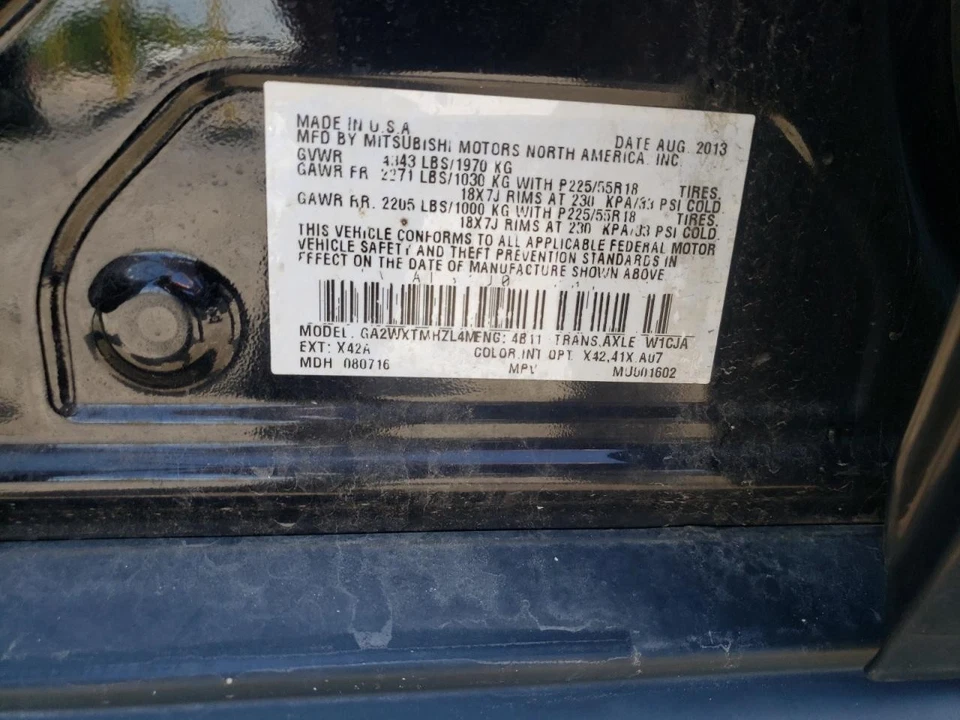 MADE IN U.S.A
MFD BY MITSUBISHI MOTORS NORTH AMERICA, INC. DATE AUG. 2013
GVWR 4343 LBS/1970 KG
GAWR FR. 2271 LBS/1030 KG WITH P225/55R18 TIRES,
18X7J RIMS AT 230 KPA/33 PSI COLD
GAWR RR. 2205 LBS/1000 KG WITH P225/55R18 TIRES,
18X7J RIMS AT 230 KPA/33 PSI COLD.
THIS VEHICLE CONFORMS TO ALL APPLICABLE FEDERAL MOTOR
VEHICLE SAFETY AND THEFT PREVENTION STANDARDS IN
EFFECT ON THE DATE OF MANUFACTURE SHOWN ABOVE
MODEL: GA2WXTMHZL4M ENG: 4B11 TRANS.AXLE W1CJA
EXT: X42A COLOR.INT OPT. X42,41X,A07
MDH 080716 MPV MU001602